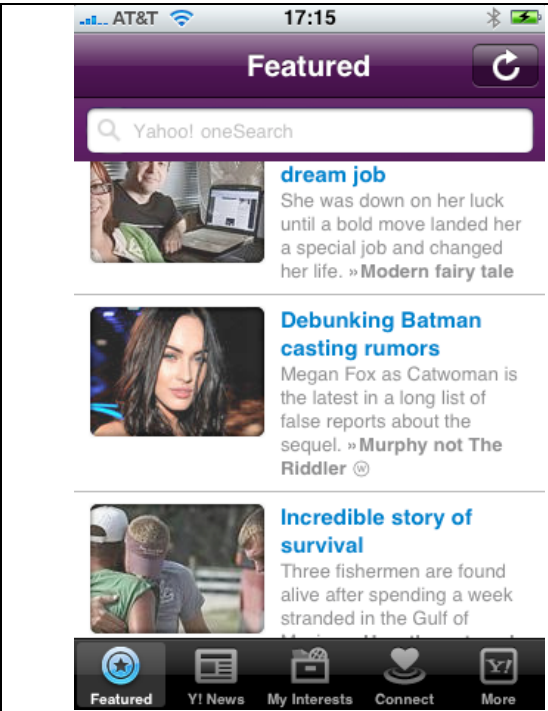 AT&T 17:15
Featured
Yahoo! oneSearch
dream job
She was down on her luck
until a bold move landed her
a special job and changed
her life. »Modern fairy tale
Debunking Batman
casting rumors
Megan Fox as Catwoman is
the latest in a long list of
false reports about the
sequel. »Murphy not The
Riddler W
Incredible story of
survival
Three fishermen are found
alive after spending a week
stranded in the Gulf of
Featured Y! News My Interests Connect Y! More